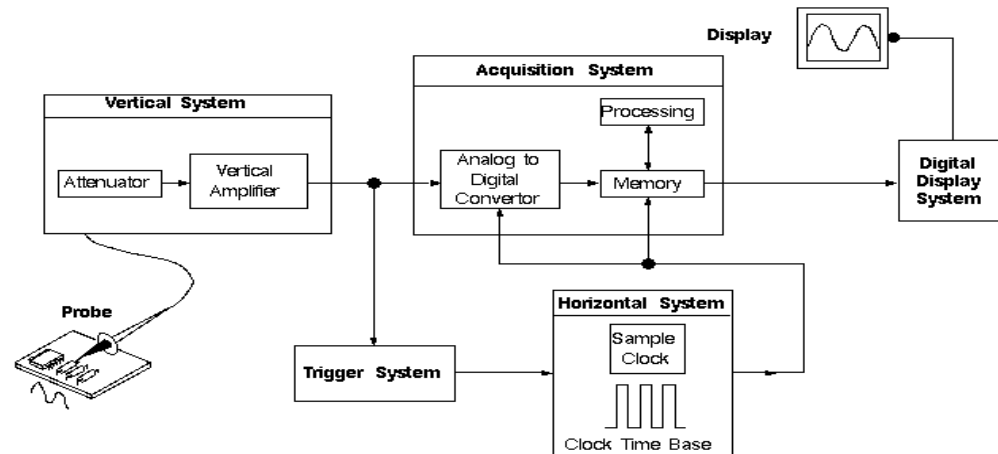 Display
Acquisition System
Vertical System
Processing
Attenuator
Vertical
Amplifier
Analog to
Digital
Convertor
Memory
Digital
Display
System
Probe
Horizontal System
Sample
Clock
Trigger System
Clock Time Base